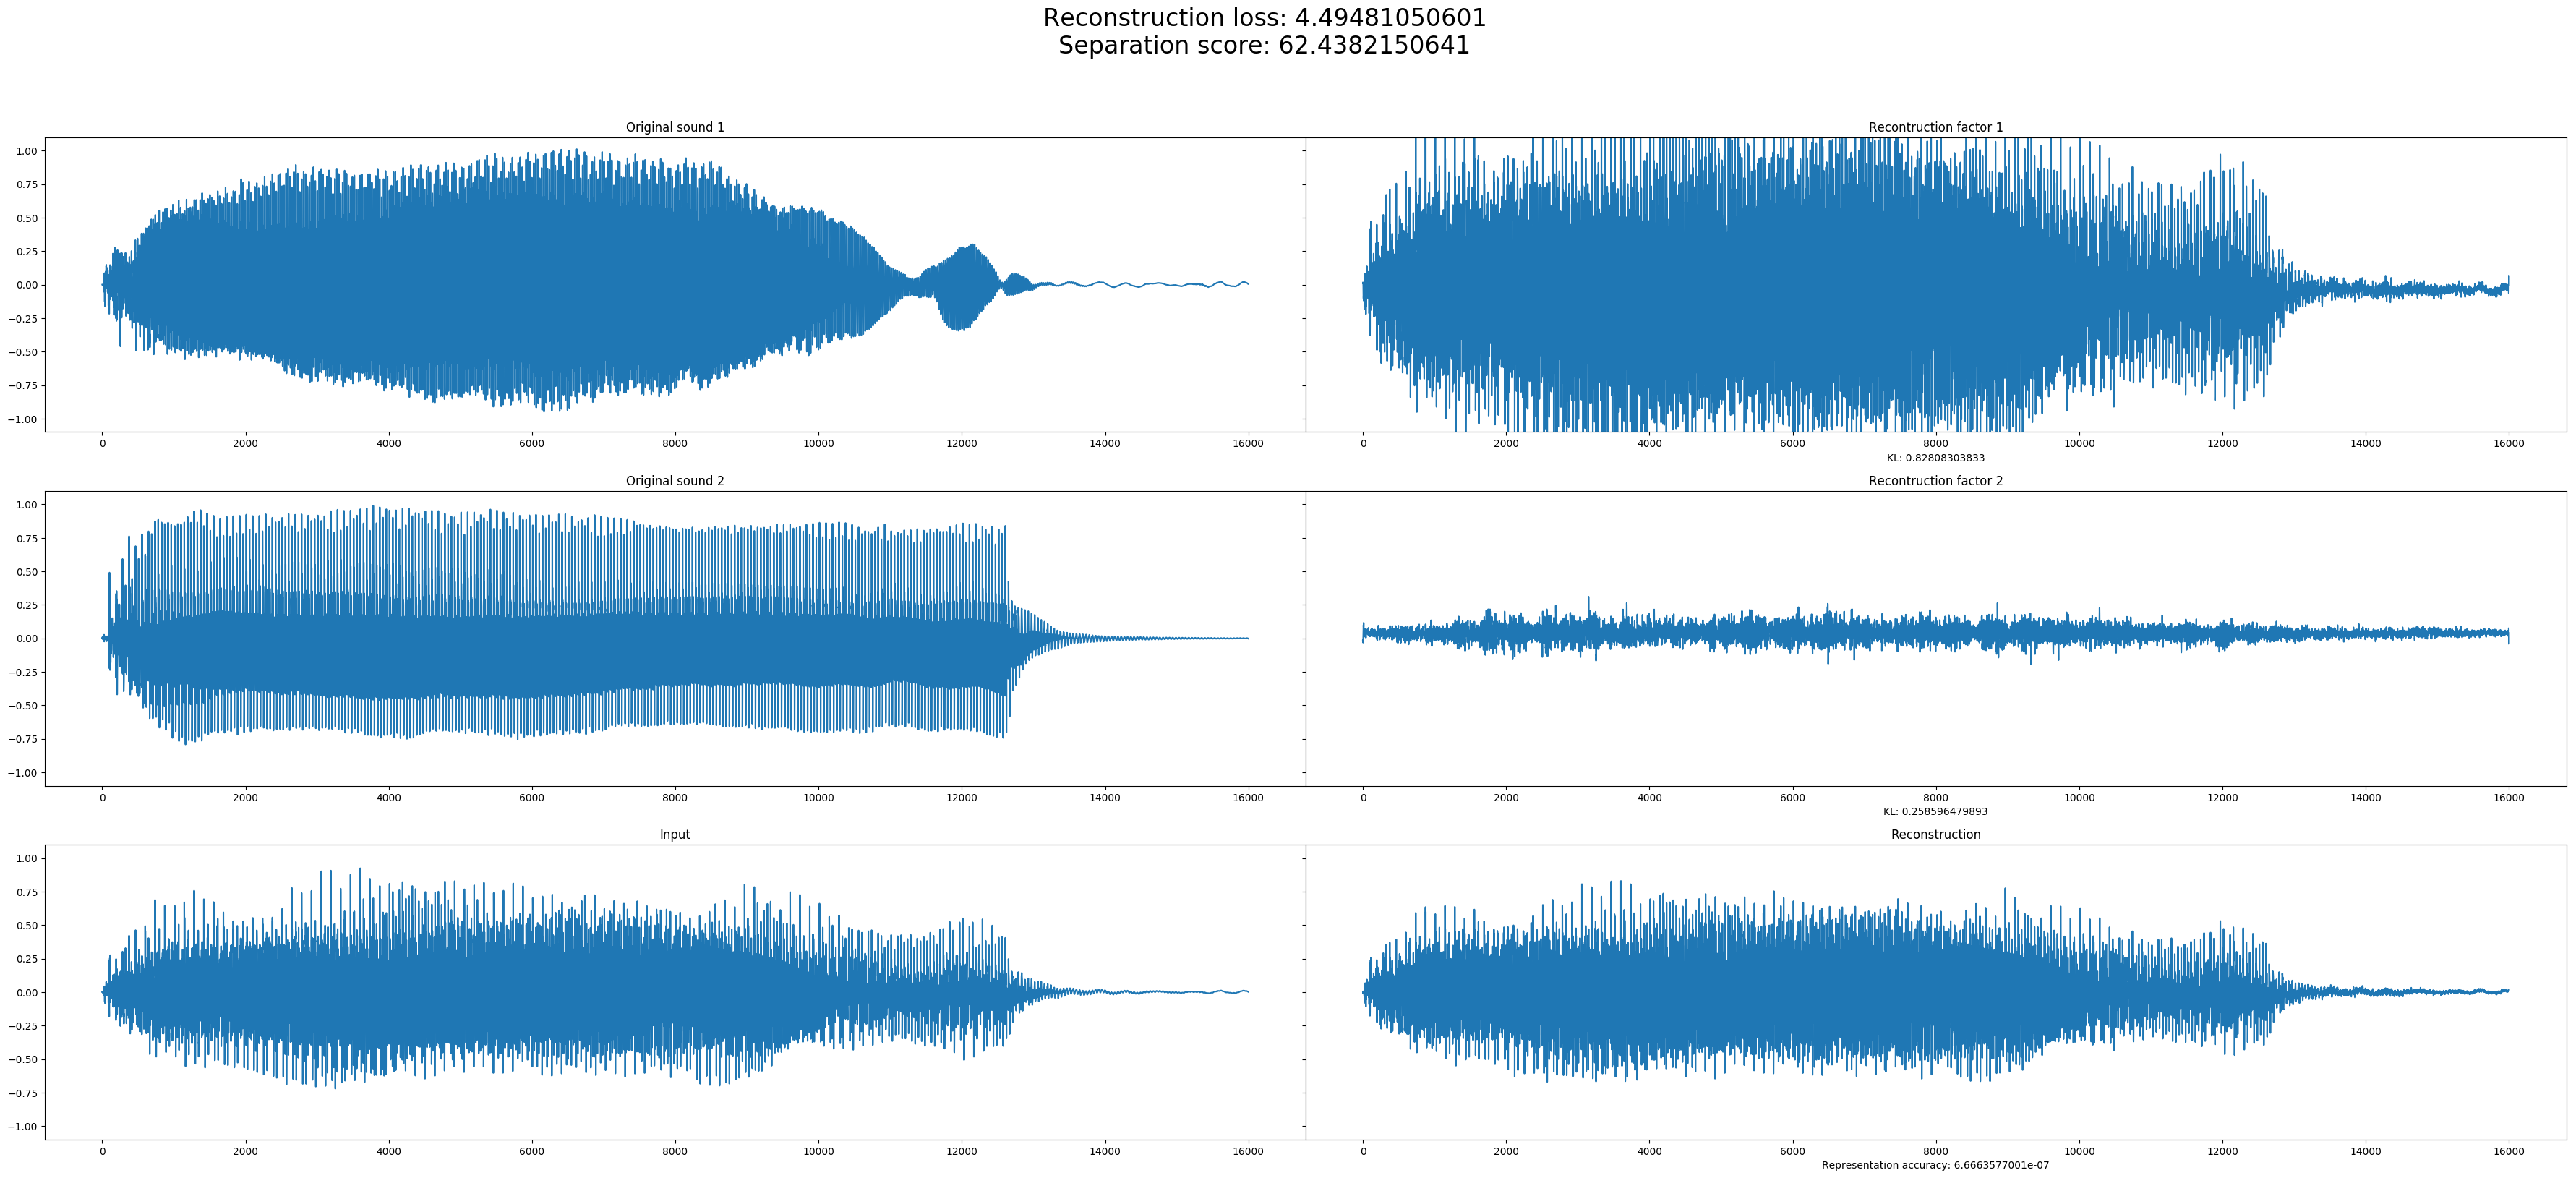 Reconstruction loss: 4.49481050601
Separation score: 62.4382150641
Original sound 1
Recontruction factor 1
1.00
0.75
0.50
0.25
0.00
−0.25
−0.50
−0.75
−1.00
0 2000 4000 6000 8000 10000 12000 14000 16000
0 2000 4000 6000 8000 10000 12000 14000 16000
KL: 0.82808303833
Original sound 2
Recontruction factor 2
1.00
0.75
0.50
0.25
0.00
−0.25
−0.50
−0.75
−1.00
0 2000 4000 6000 8000 10000 12000 14000 16000
0 2000 4000 6000 8000 10000 12000 14000 16000
KL: 0.258596479893
Input
Reconstruction
1.00
0.75
0.50
0.25
0.00
−0.25
−0.50
−0.75
−1.00
0 2000 4000 6000 8000 10000 12000 14000 16000
0 2000 4000 6000 8000 10000 12000 14000 16000
Representation accuracy: 6.6663577001e-07